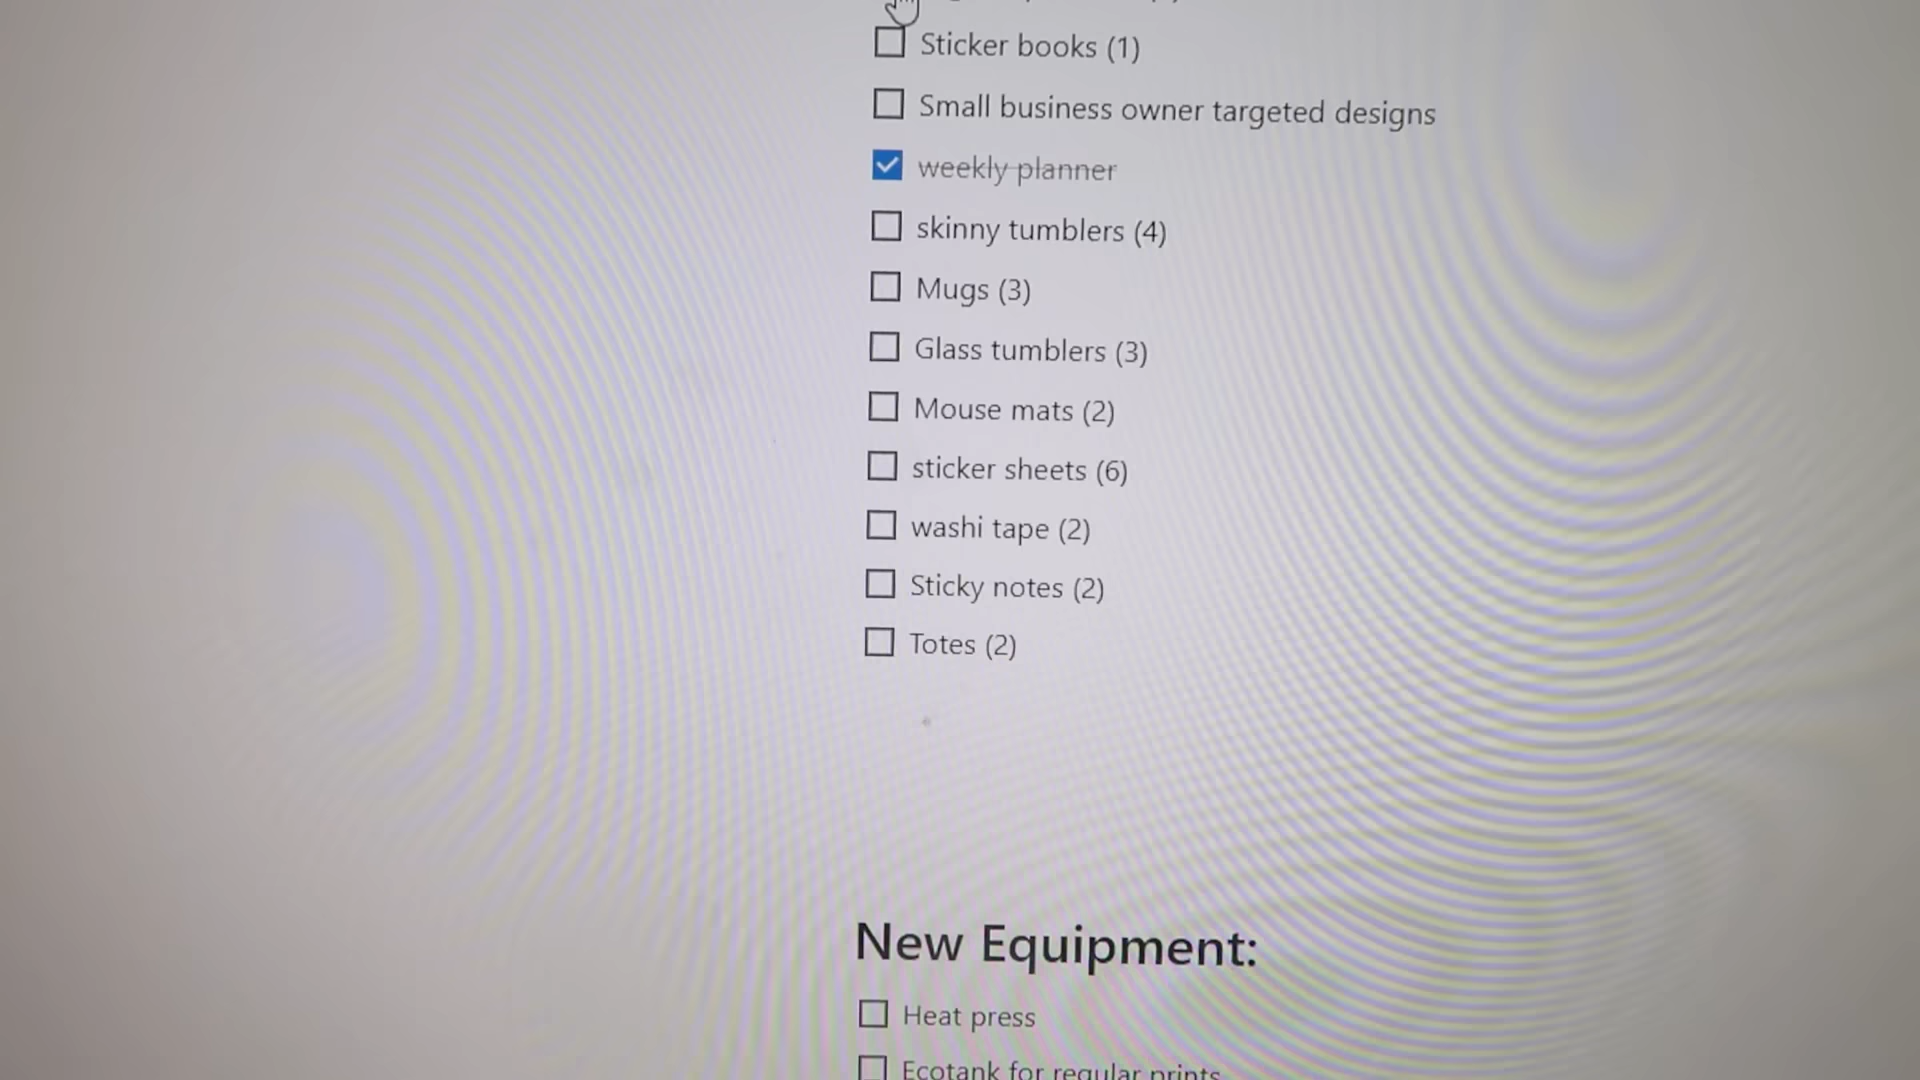 Sticker books (1)
Small business owner targeted designs
weekly planner
skinny tumblers (4)
Mugs (3)
Glass tumblers (3)
Mouse mats (2)
sticker sheets (6)
washi tape (2)
Sticky notes (2)
Totes (2)
New Equipment:
Heat press
Ecotank for regular prints